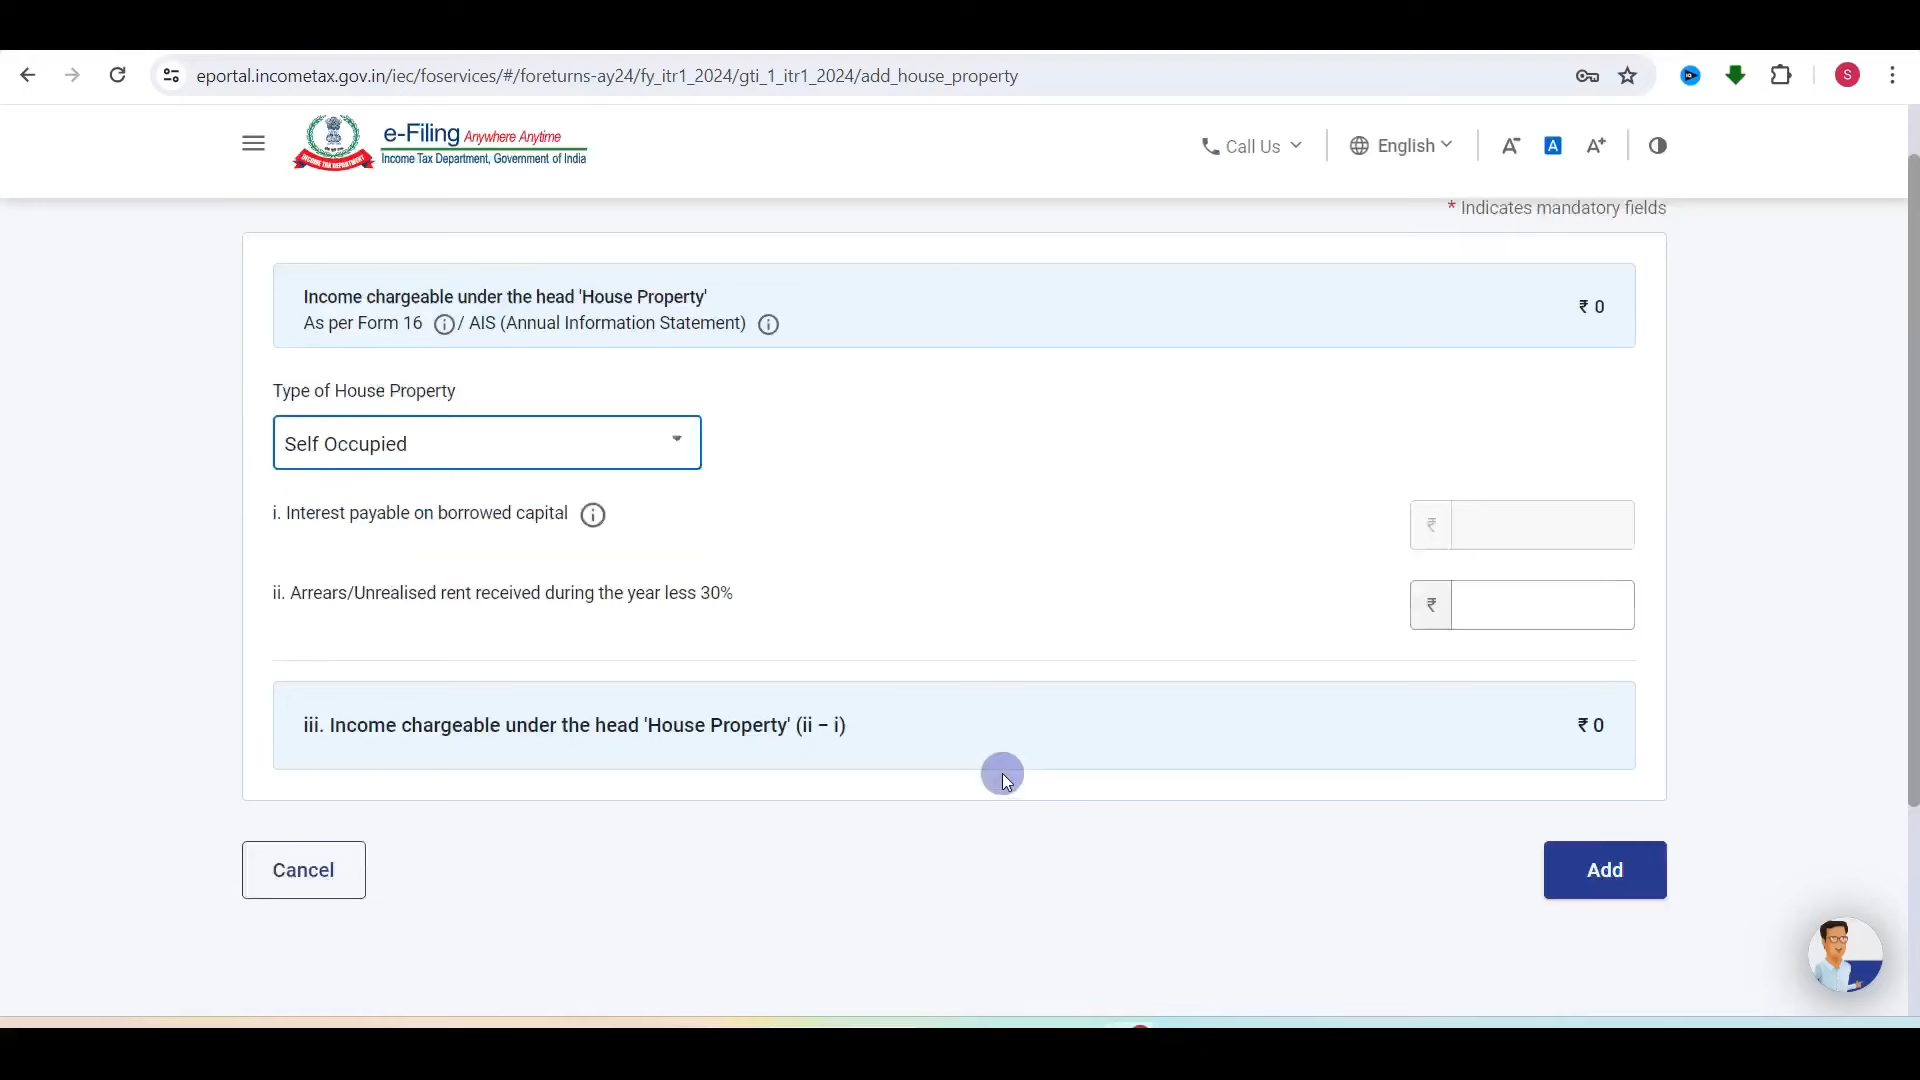 eportal.incometax.gov.in/iec/foservices/#/foreturns-ay24/fy_itr1_2024/gti_1_itr1_2024/add_house_property
S
e-Filing Anywhere Anytime
Income Tax Department, Government of India
INCOME TAX DEPARTMENT
Call Us
English
A-
A
A+
* Indicates mandatory fields
Income chargeable under the head 'House Property'
₹ 0
As per Form 16 / AIS (Annual Information Statement)
Type of House Property
Self Occupied
i. Interest payable on borrowed capital
₹
ii. Arrears/Unrealised rent received during the year less 30%
₹
iii. Income chargeable under the head 'House Property' (ii − i)
₹ 0
Cancel
Add